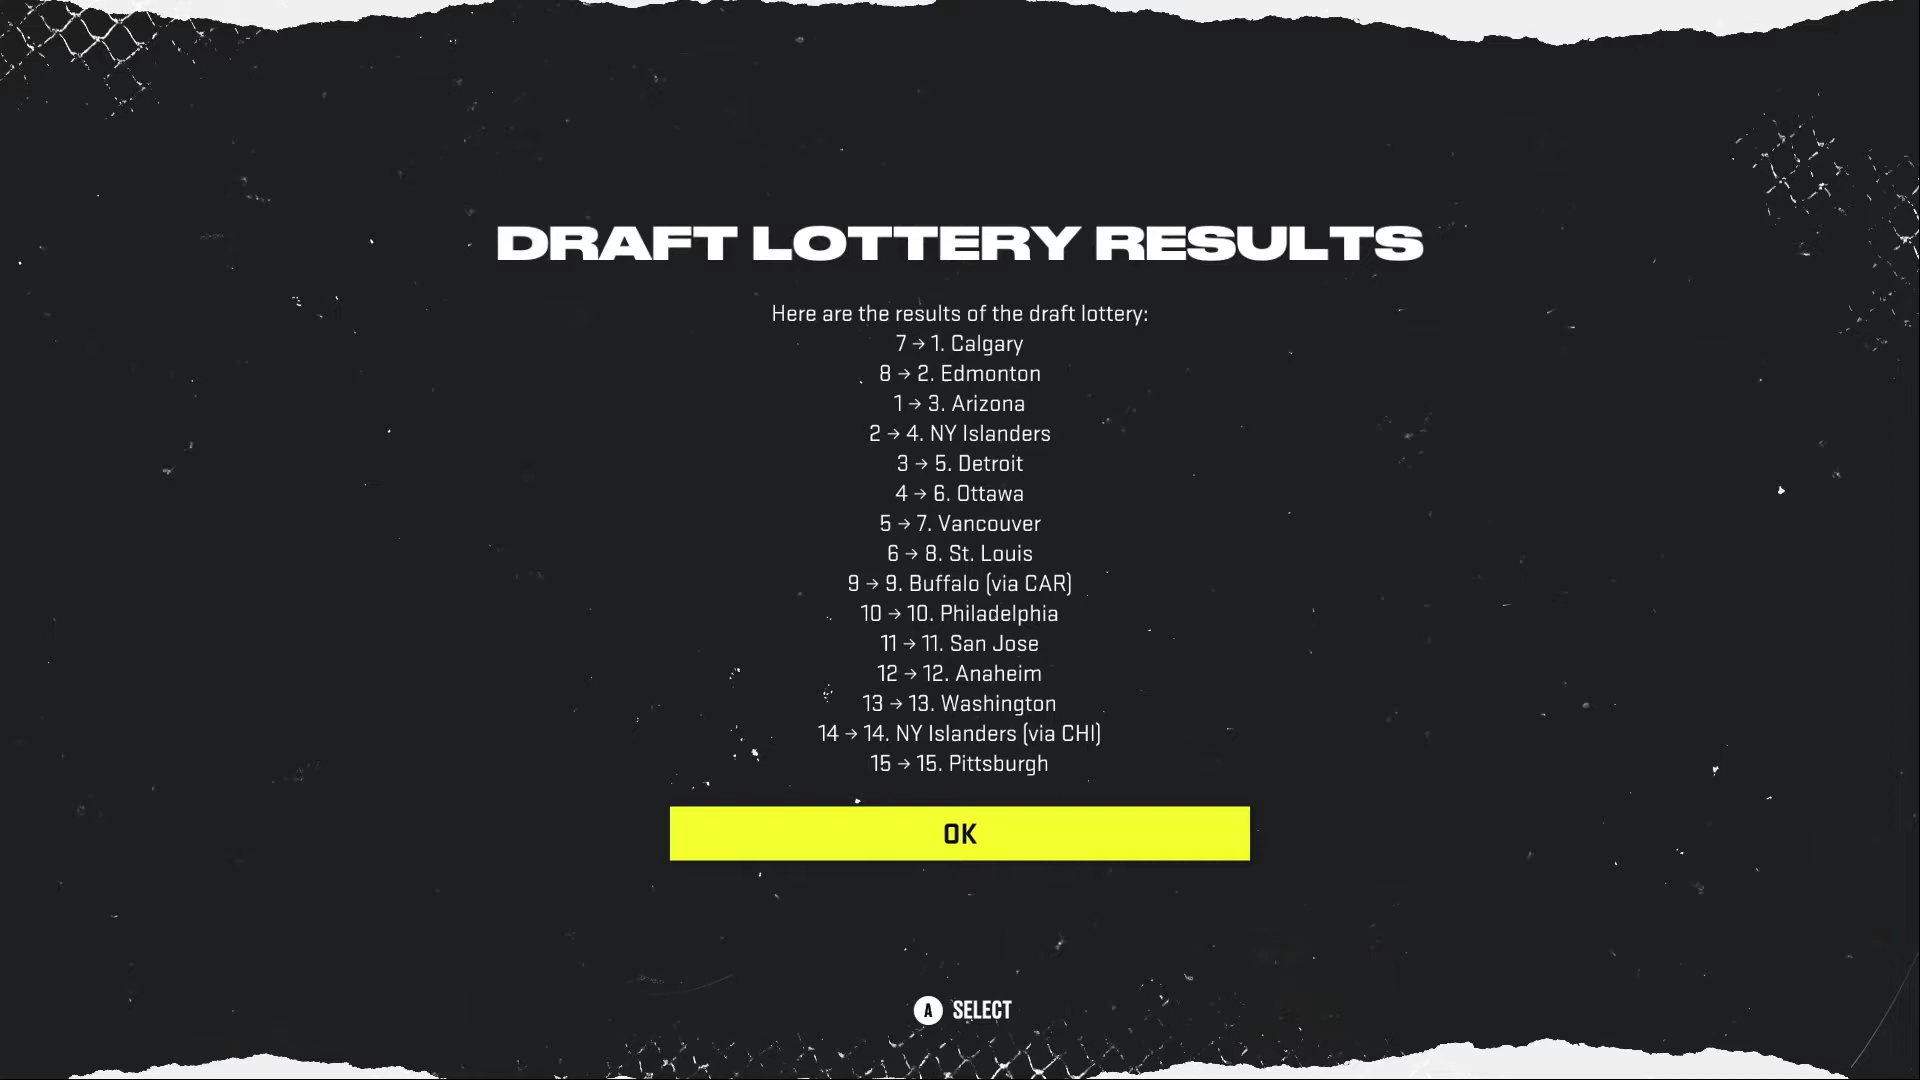 DRAFT LOTTERY RESULTS
Here are the results of the draft lottery:
7 → 1. Calgary
8 → 2. Edmonton
1 → 3. Arizona
2 → 4. NY Islanders
3 → 5. Detroit
4 → 6. Ottawa
5 → 7. Vancouver
6 → 8. St. Louis
9 → 9. Buffalo (via CAR)
10 → 10. Philadelphia
11 → 11. San Jose
12 → 12. Anaheim
13 → 13. Washington
14 → 14. NY Islanders (via CHI)
15 → 15. Pittsburgh
OK
A SELECT